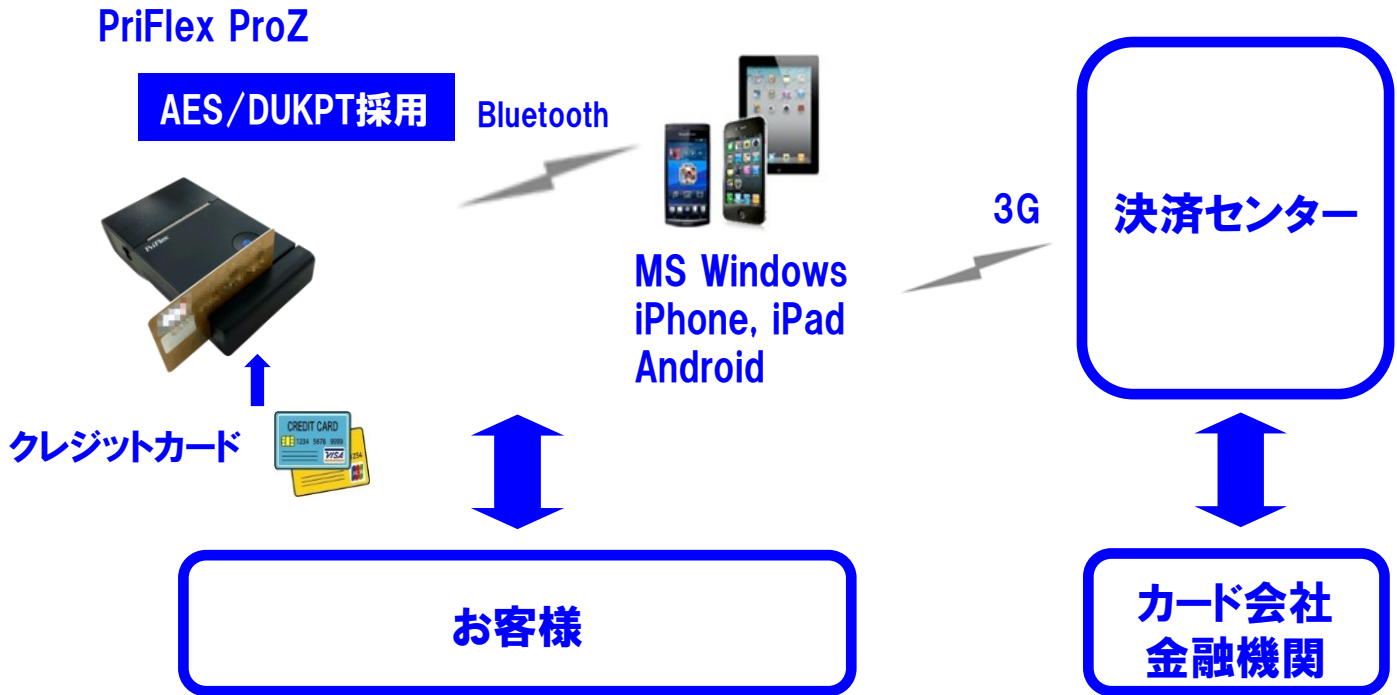 PriFlex ProZ
AES/DUKPT採用
Bluetooth
3G
決済センター
PriFlex
MS Windows
iPhone, iPad
Android
クレジットカード
CREDIT CARD
1234 5678 9999
VISA
1234
JCB
お客様
カード会社
金融機関